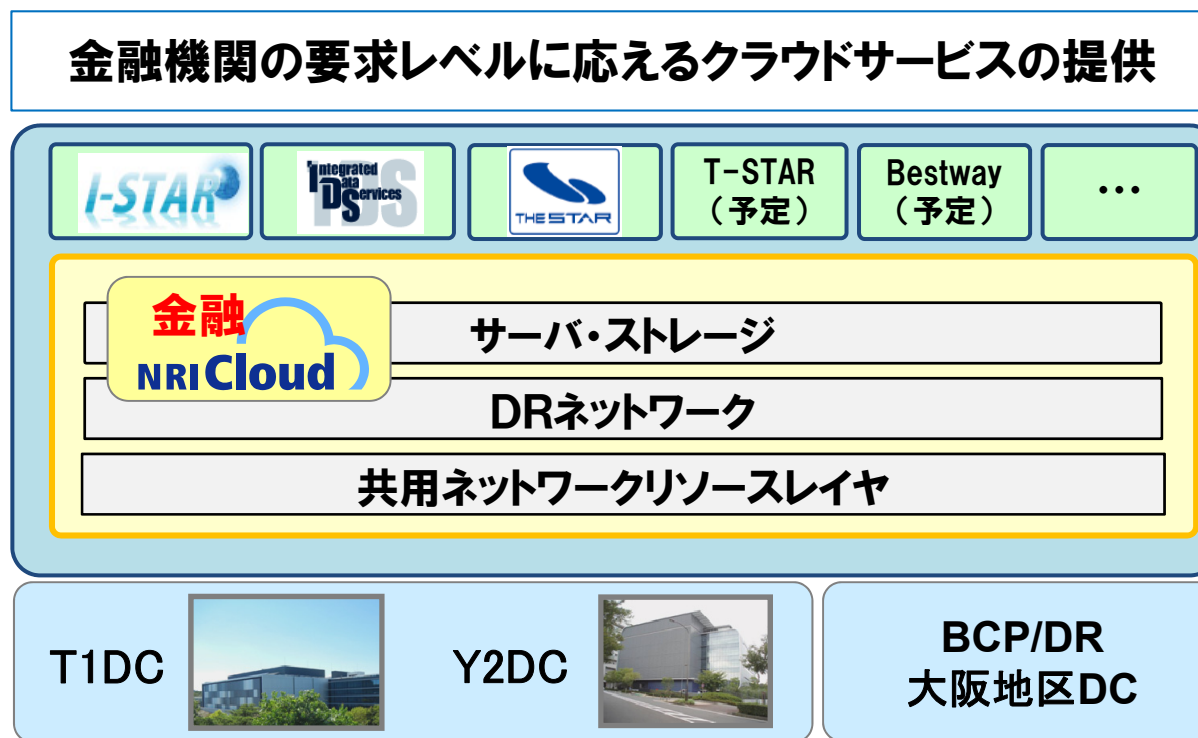 金融機関の要求レベルに応えるクラウドサービスの提供
I-STAR
Integrated
Data
Services
IDS
THE STAR
T-STAR
（予定）
Bestway
（予定）
…
金融
NRI Cloud
サーバ・ストレージ
DRネットワーク
共用ネットワークリソースレイヤ
T1DC
Y2DC
BCP/DR
大阪地区DC